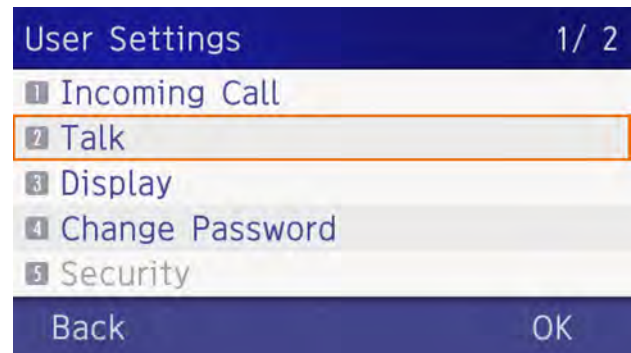 User Settings 1/ 2
1 Incoming Call
2 Talk
3 Display
4 Change Password
5 Security
Back OK